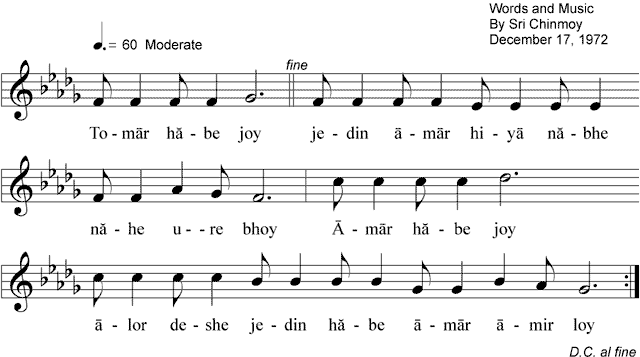 Words and Music
By Sri Chinmoy
December 17, 1972
♩. = 60 Moderate
fine
To- mār hă- be joy je- din ā- mār hi- yā nă- bhe
nă- he u- - re bhoy Ā- mār hă- be joy
ā- lor de- she je- din hă- be ā- mār ā- mir loy
D.C. al fine